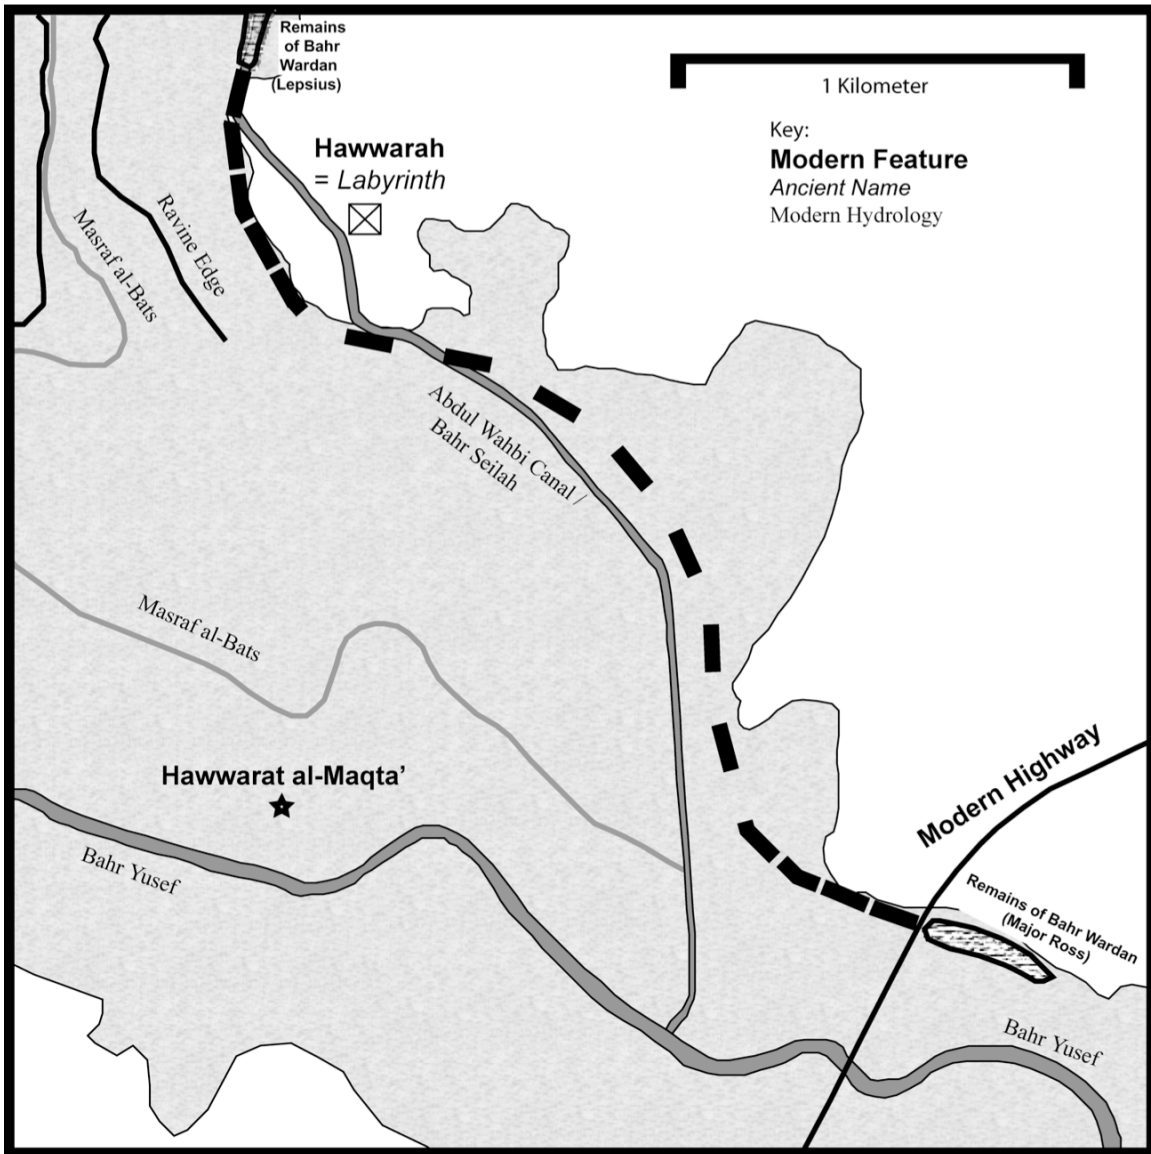 Remains
of Bahr
Wardan
(Lepsius)
1 Kilometer
Key:
Modern Feature
Ancient Name
Modern Hydrology
Hawwarah
= Labyrinth
Masraf al-Bats
Ravine Edge
Abdul Wahbi Canal /
Bahr Seilah
Masraf al-Bats
Hawwarat al-Maqta’
Bahr Yusef
Modern Highway
Remains of Bahr Wardan
(Major Ross)
Bahr Yusef